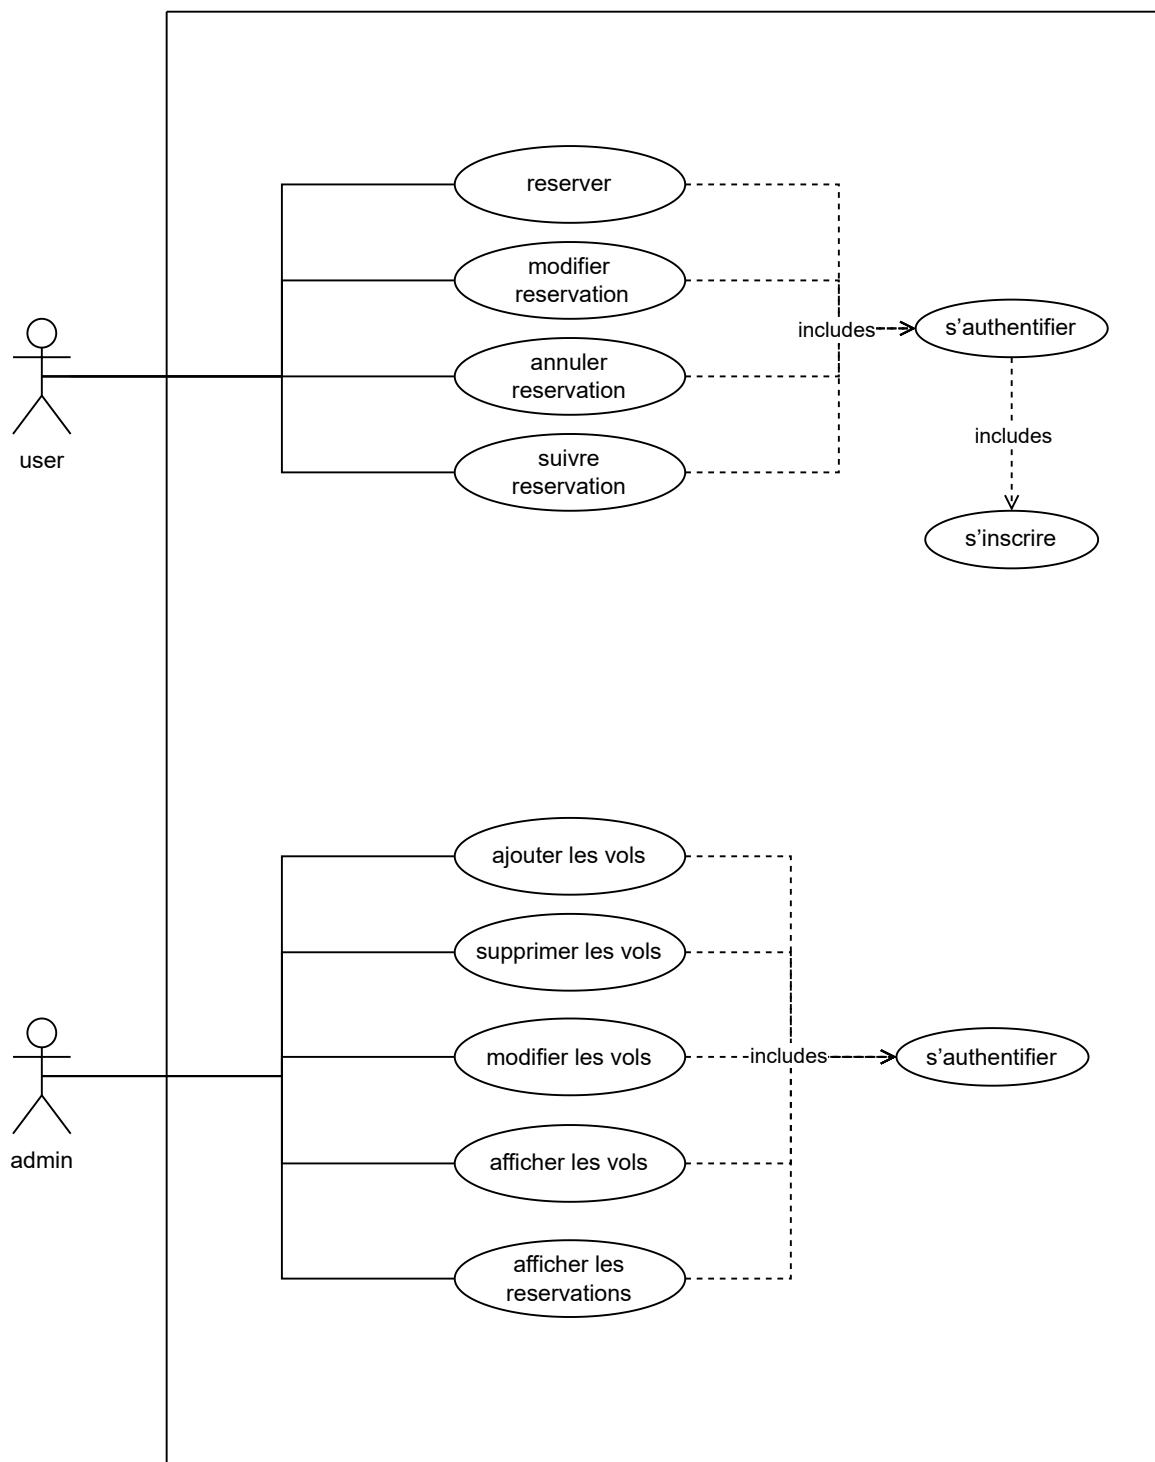 reserver
modifier
reservation
includes
s'authentifier
annuler
reservation
includes
user
suivre
reservation
s'inscrire
ajouter les vols
supprimer les vols
modifier les vols
includes
s'authentifier
admin
afficher les vols
afficher les
reservations